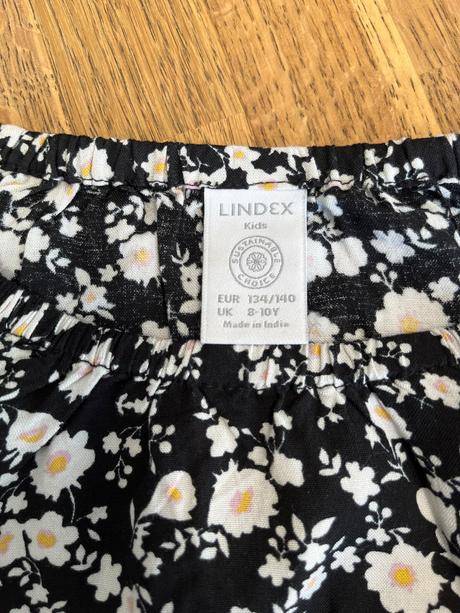 LINDEX
Kids
SUSTAINABLE
CHOICE
EUR 134/140
UK 8-10Y
Made in India